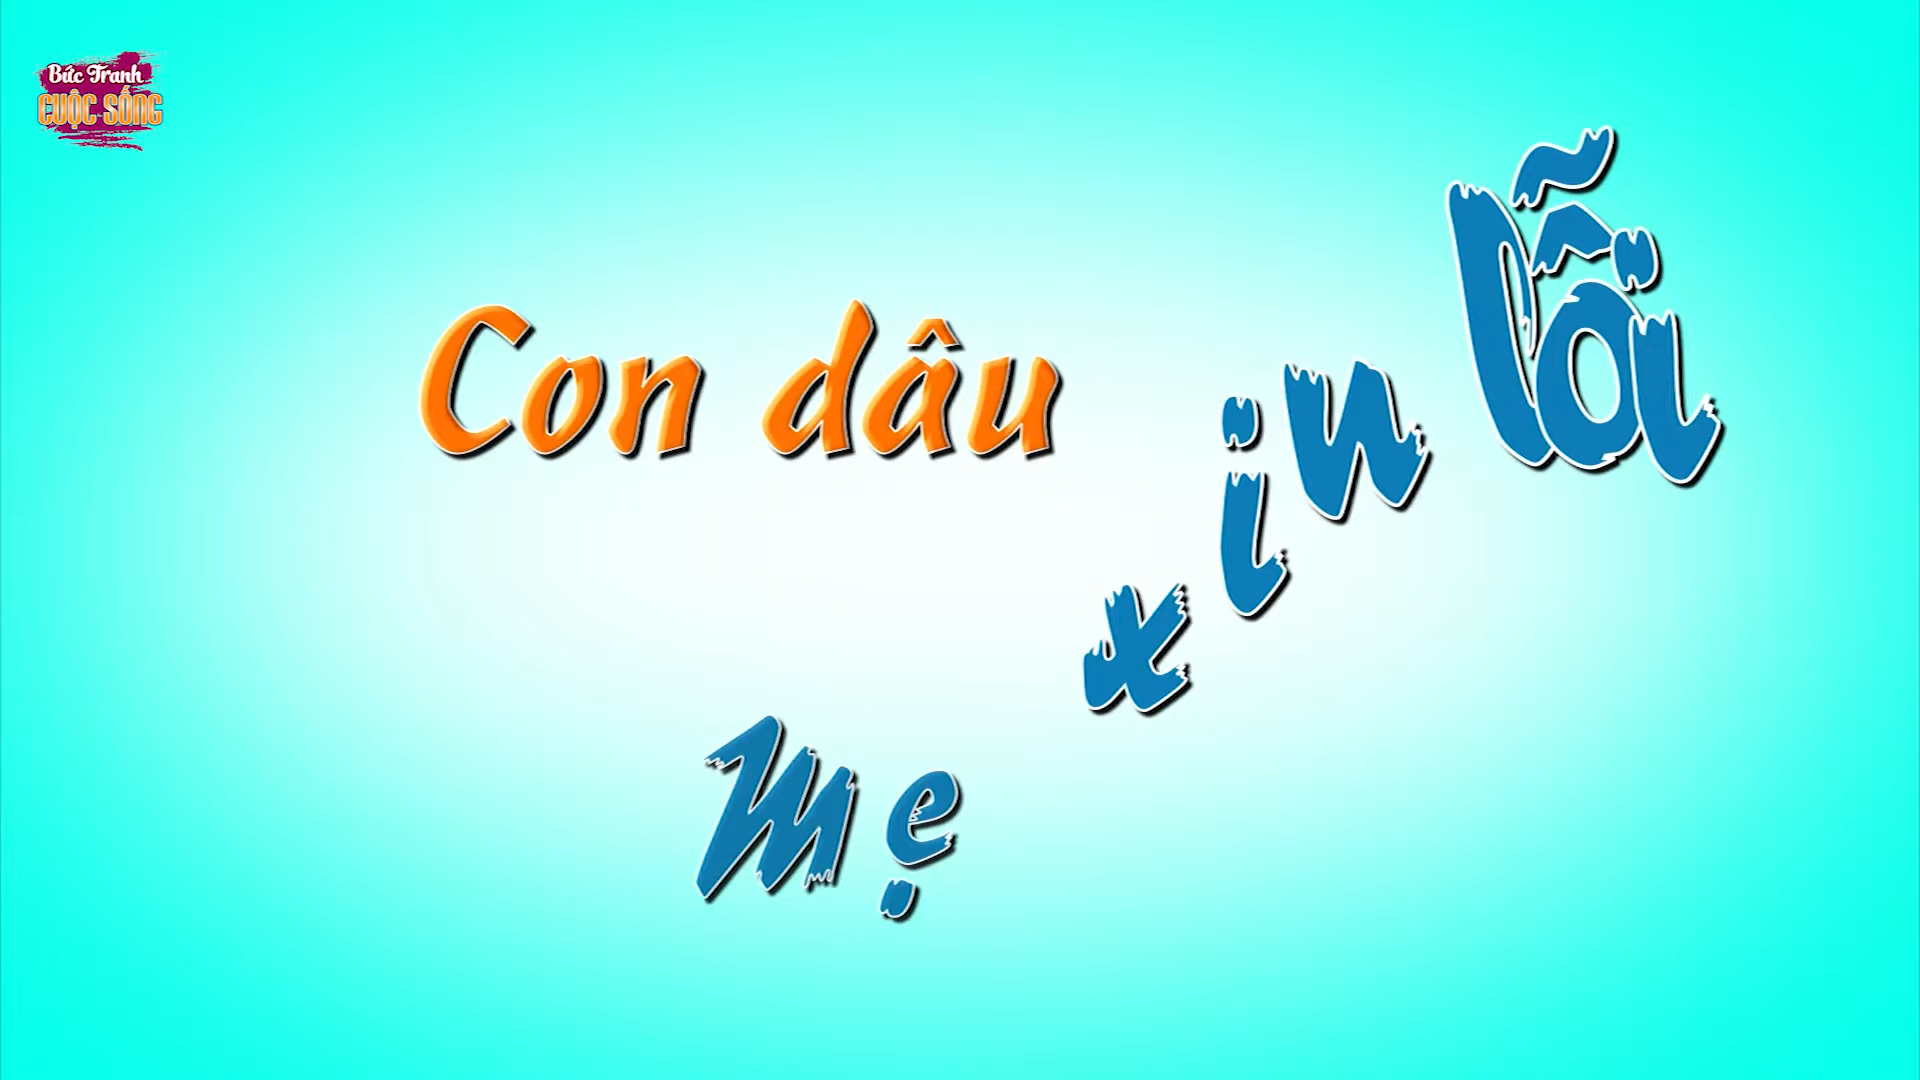 Bức Tranh
CUỘC SỐNG
Con dâu
Mẹ xin lỗi